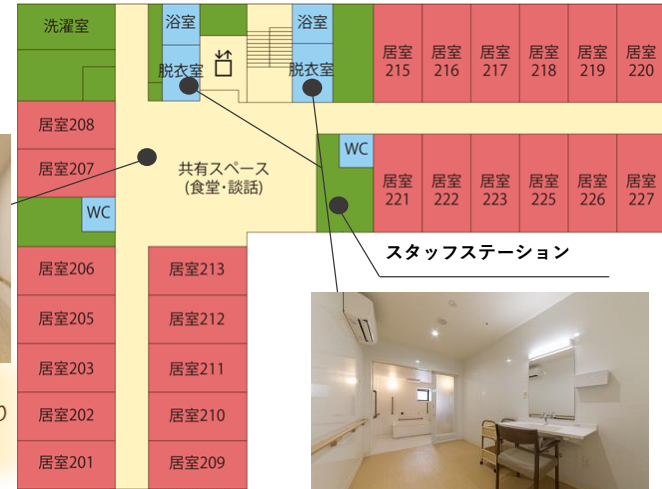 洗濯室
浴室
浴室
脱衣室
脱衣室
居室
215
居室
216
居室
217
居室
218
居室
219
居室
220
居室208
居室207
共有スペース
(食堂・談話)
WC
WC
居室
221
居室
222
居室
223
居室
225
居室
226
居室
227
スタッフステーション
居室206
居室213
居室205
居室212
居室203
居室211
居室202
居室210
居室201
居室209
り